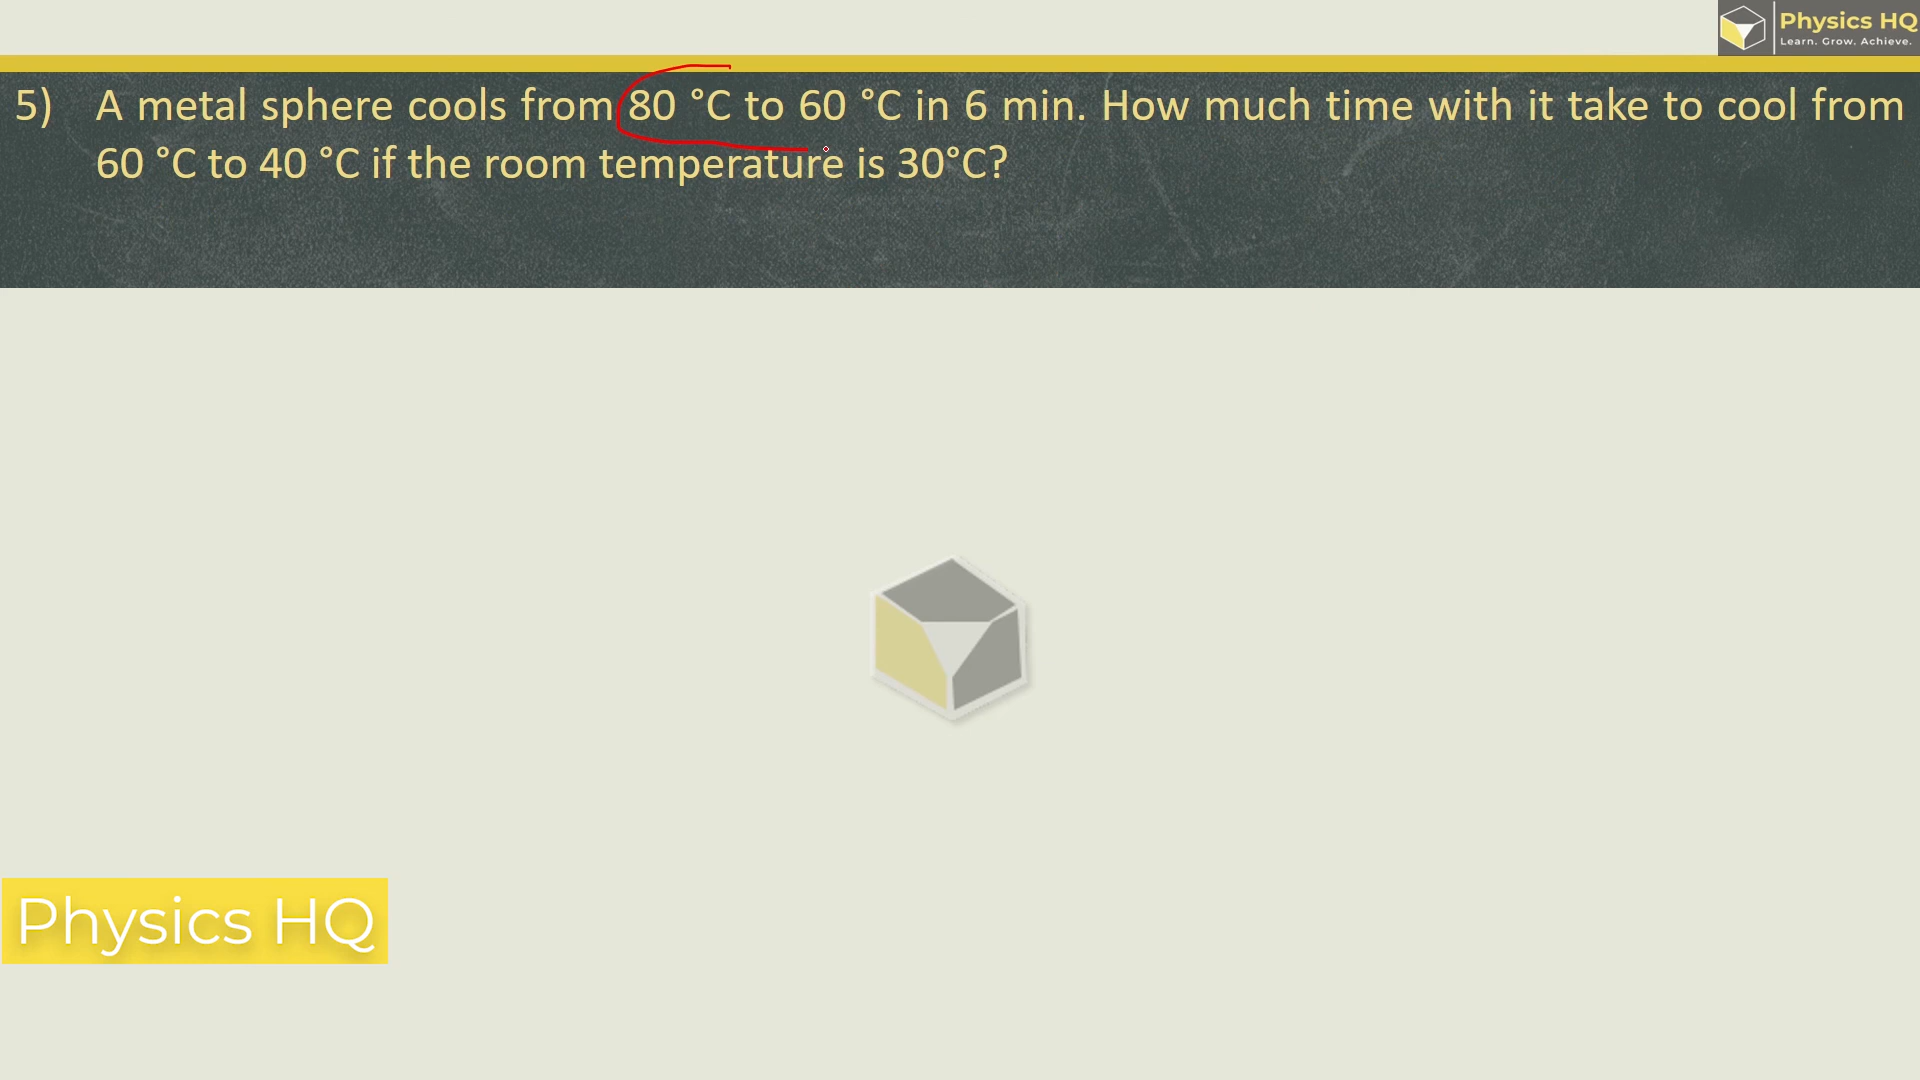 Physics HQ
Learn. Grow. Achieve.
5) A metal sphere cools from 80 °C to 60 °C in 6 min. How much time with it take to cool from
60 °C to 40 °C if the room temperature is 30°C?
Physics HQ